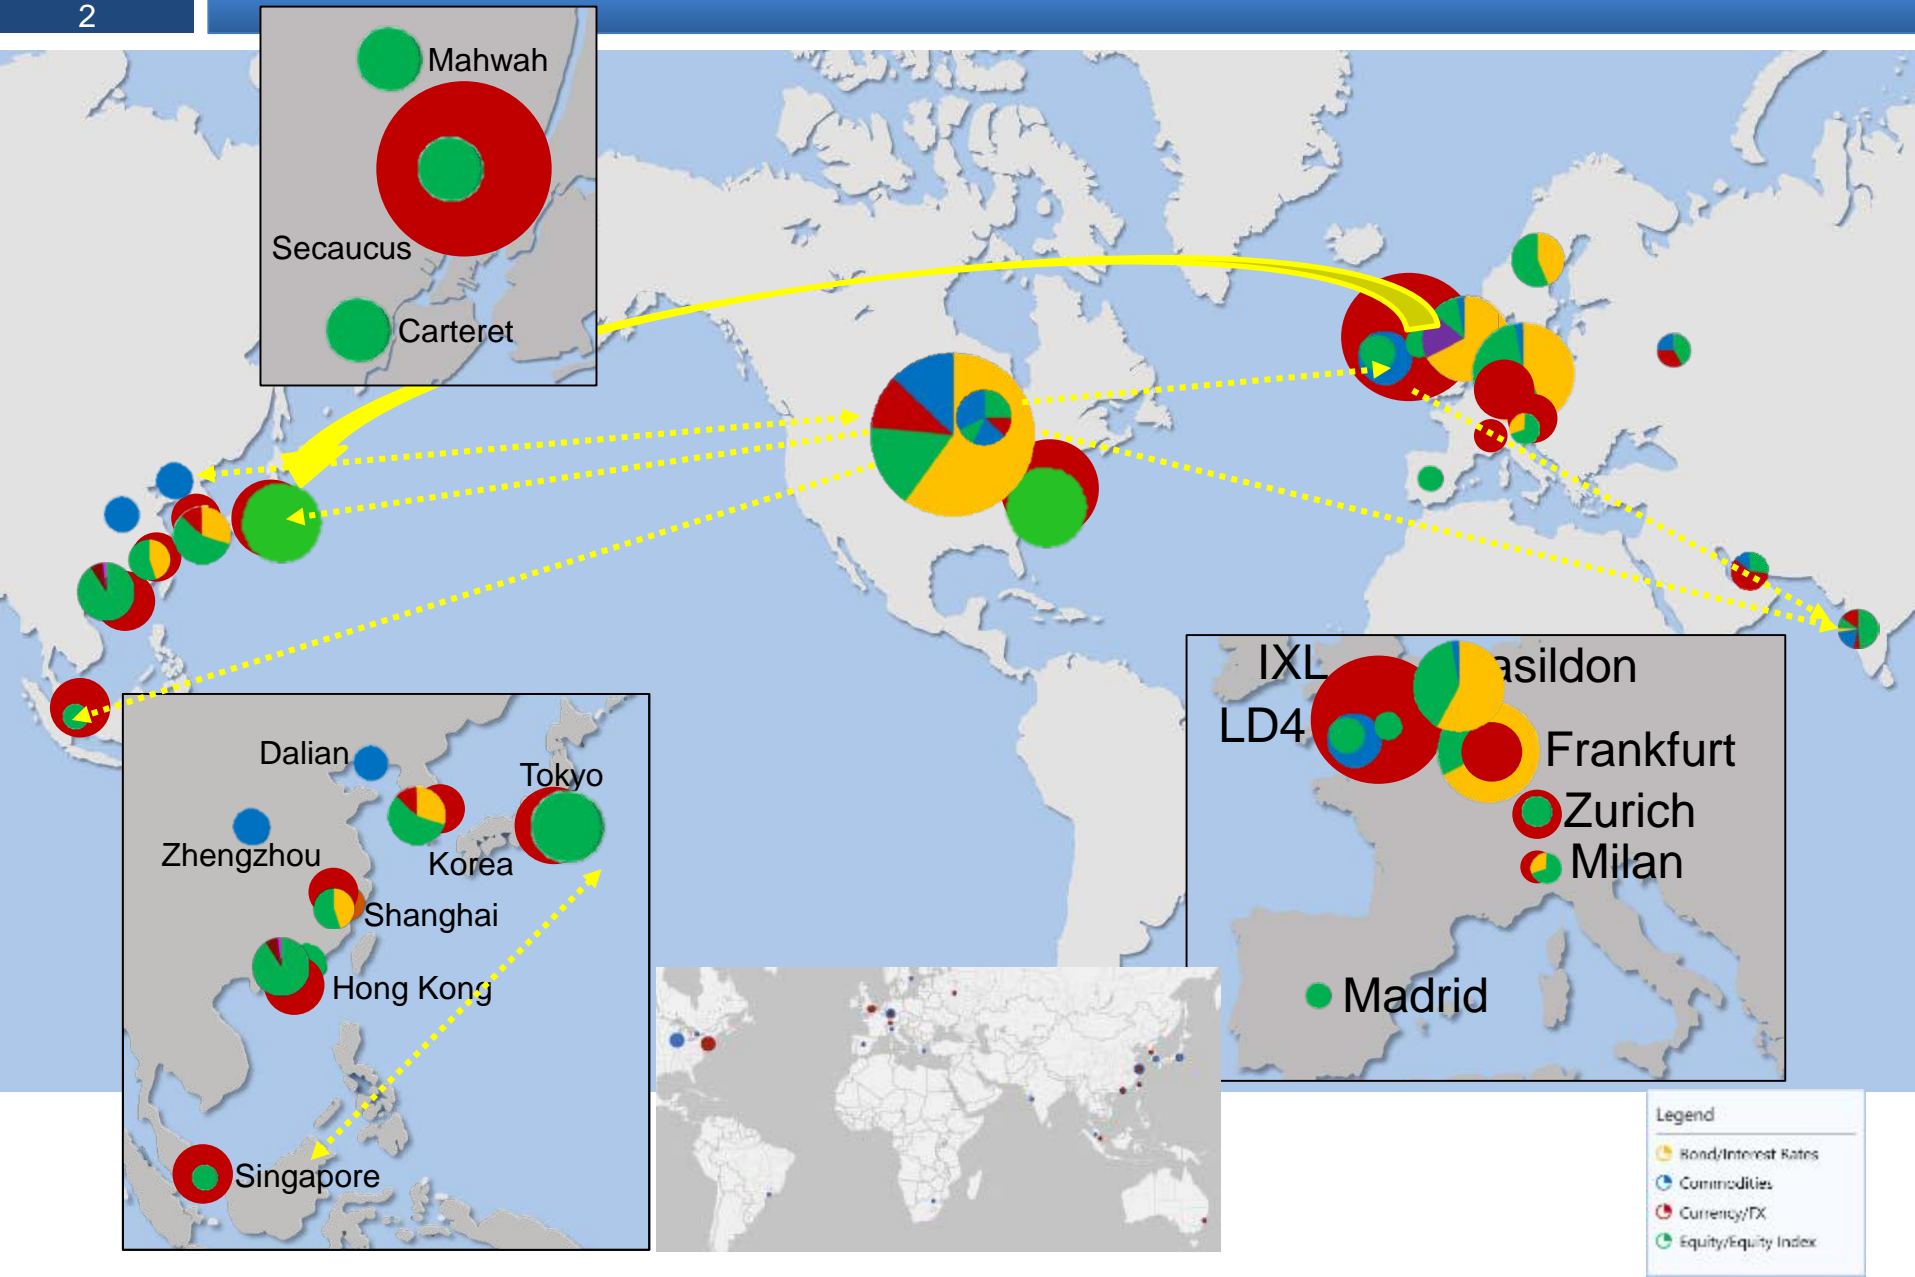 2
Mahwah
Secaucus
Carteret
IXL
asildon
LD4
Frankfurt
Zurich
Milan
Madrid
Dalian
Tokyo
Zhengzhou
Korea
Shanghai
Hong Kong
Singapore
Legend
Bond/Interest Rates
Commodities
Currency/FX
Equity/Equity Index